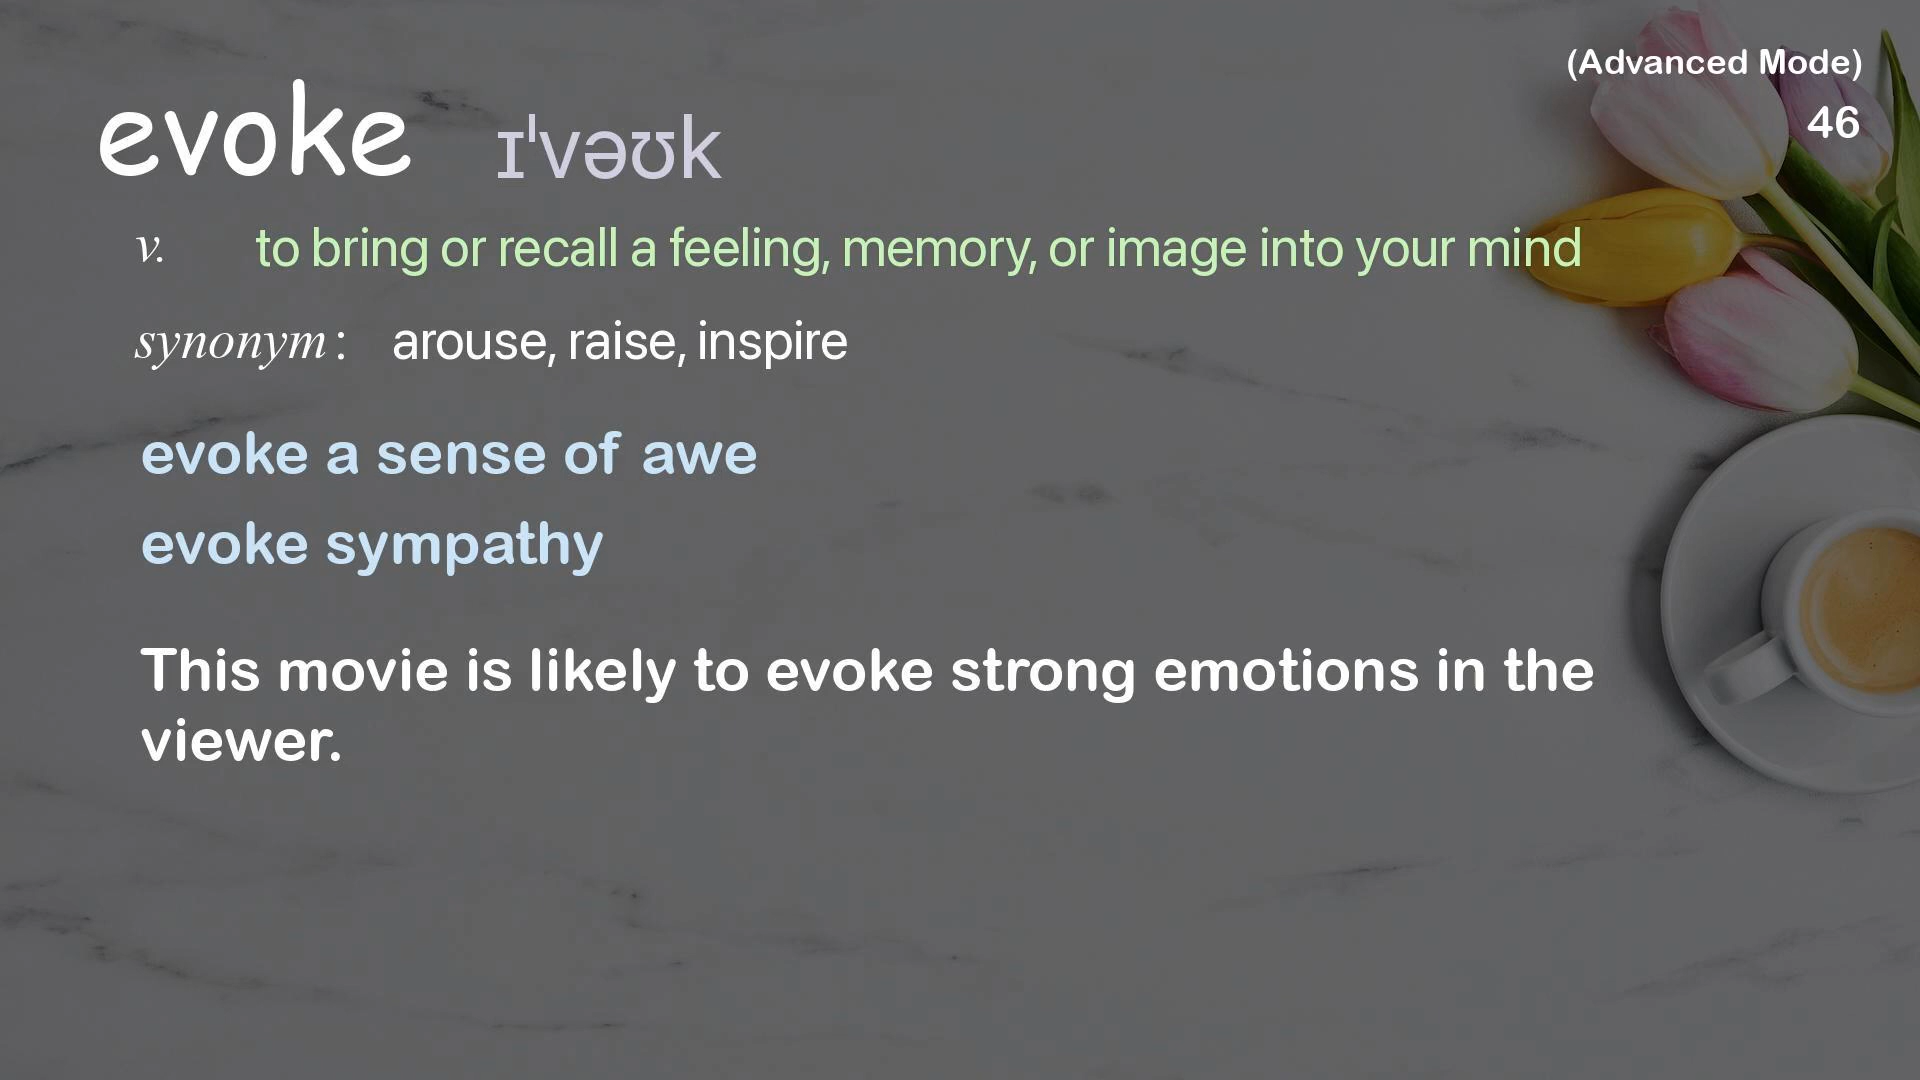 (Advanced Mode)
46
evoke ɪˈvəʊk
v. to bring or recall a feeling, memory, or image into your mind
synonym : arouse, raise, inspire
evoke a sense of awe
evoke sympathy
This movie is likely to evoke strong emotions in the
viewer.